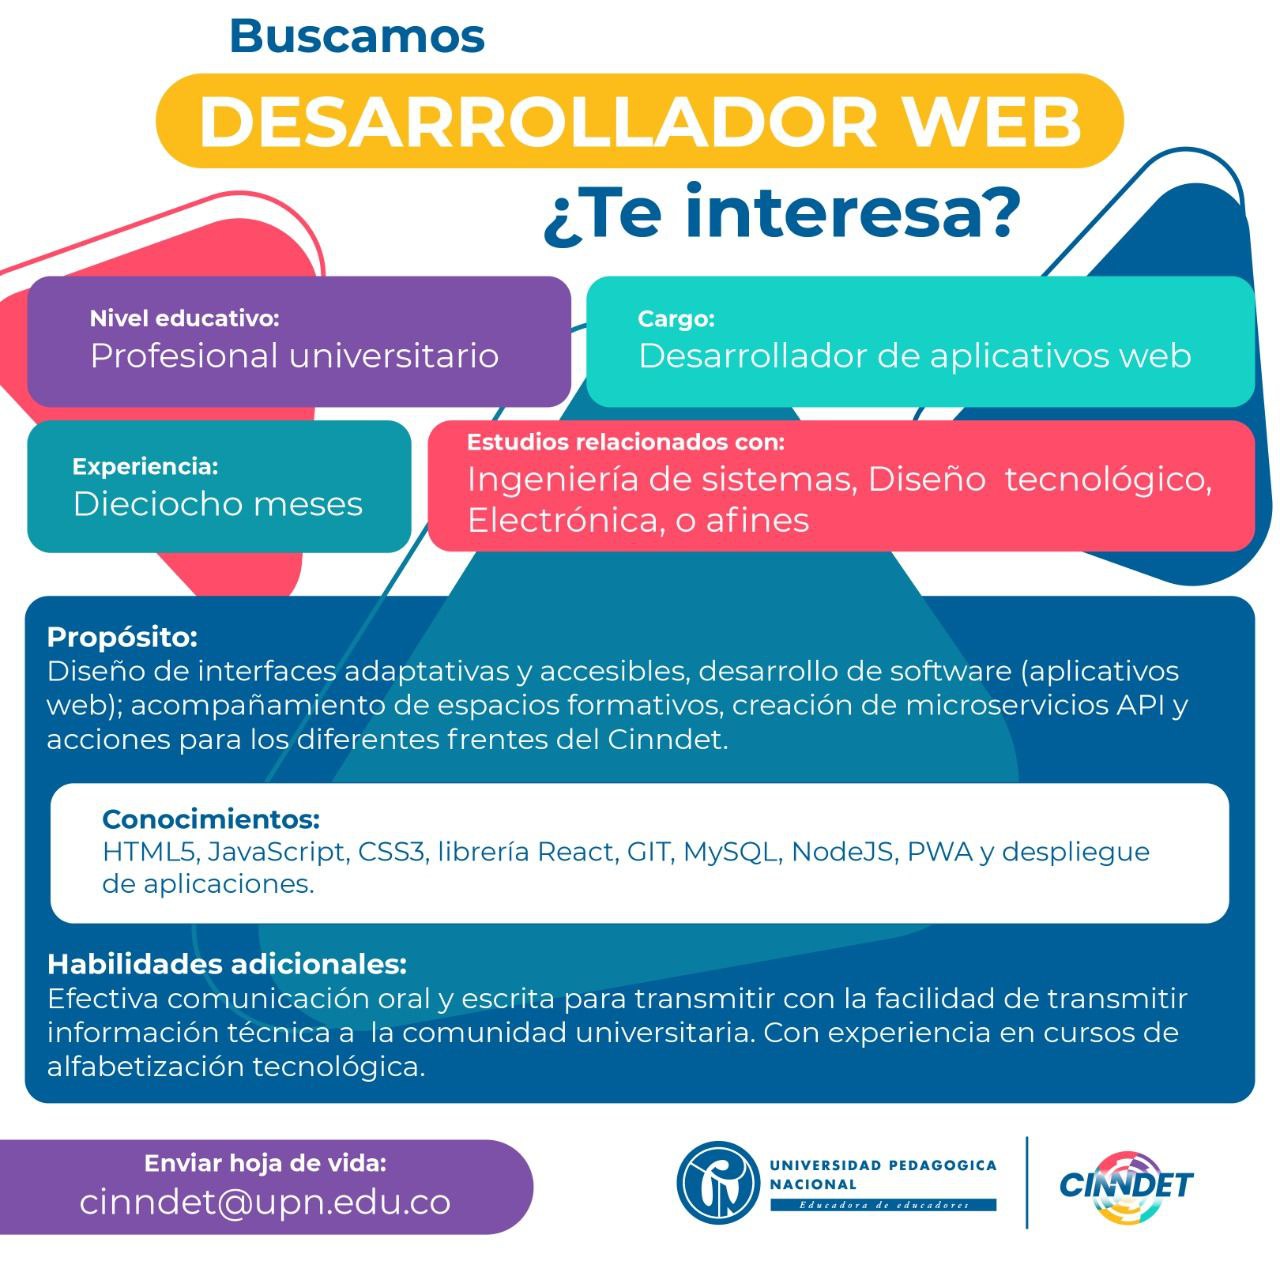 Buscamos
DESARROLLADOR WEB
¿Te interesa?
Nivel educativo:
Profesional universitario
Cargo:
Desarrollador de aplicativos web
Experiencia:
Dieciocho meses
Estudios relacionados con:
Ingeniería de sistemas, Diseño  tecnológico,
Electrónica, o afines
Propósito:
Diseño de interfaces adaptativas y accesibles, desarrollo de software (aplicativos
web); acompañamiento de espacios formativos, creación de microservicios API y
acciones para los diferentes frentes del Cinndet.
Conocimientos:
HTML5, JavaScript, CSS3, librería React, GIT, MySQL, NodeJS, PWA y despliegue
de aplicaciones.
Habilidades adicionales:
Efectiva comunicación oral y escrita para transmitir con la facilidad de transmitir
información técnica a  la comunidad universitaria. Con experiencia en cursos de
alfabetización tecnológica.
Enviar hoja de vida:
cinndet@upn.edu.co
UNIVERSIDAD PEDAGOGICA
NACIONAL
Educadora de educadores
CINNDET